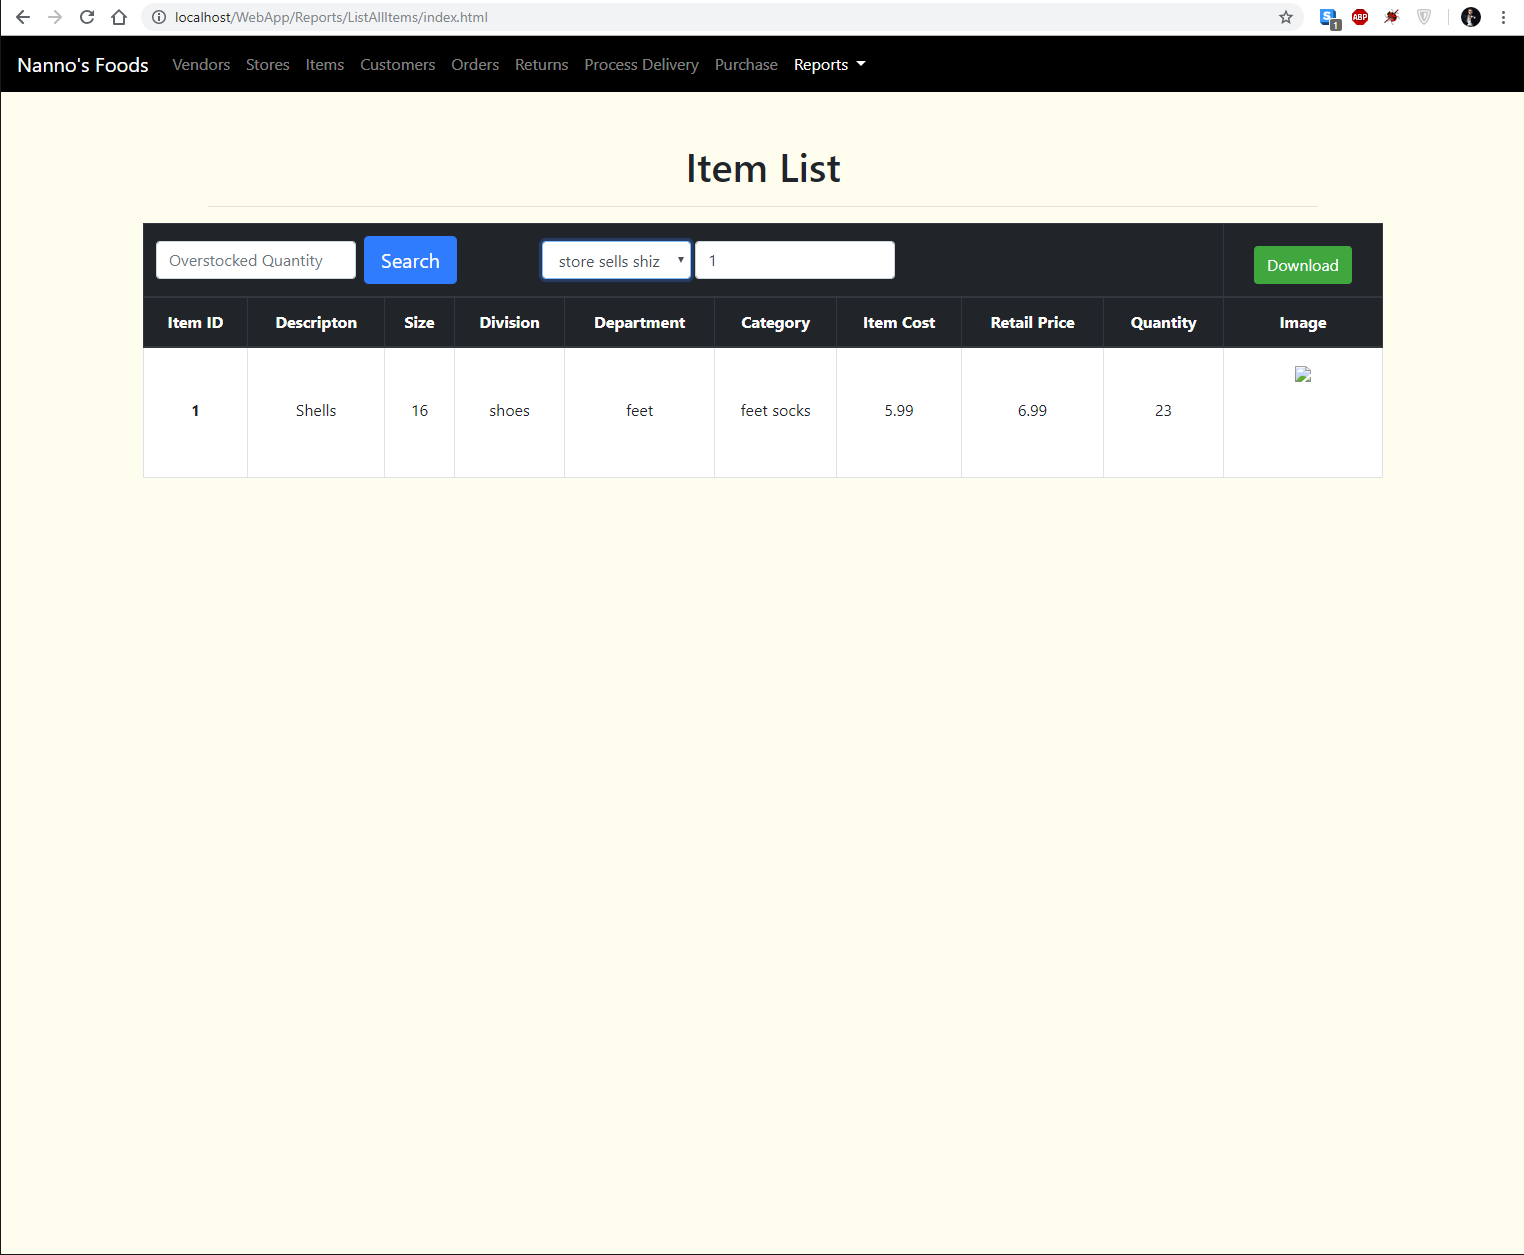 localhost/WebApp/Reports/ListAllItems/index.html
1
ABP
Nanno's Foods Vendors Stores Items Customers Orders Returns Process Delivery Purchase Reports
Item List
Overstocked Quantity Search store sells shiz 1 Download
Item ID Descripton Size Division Department Category Item Cost Retail Price Quantity Image
1 Shells 16 shoes feet feet socks 5.99 6.99 23